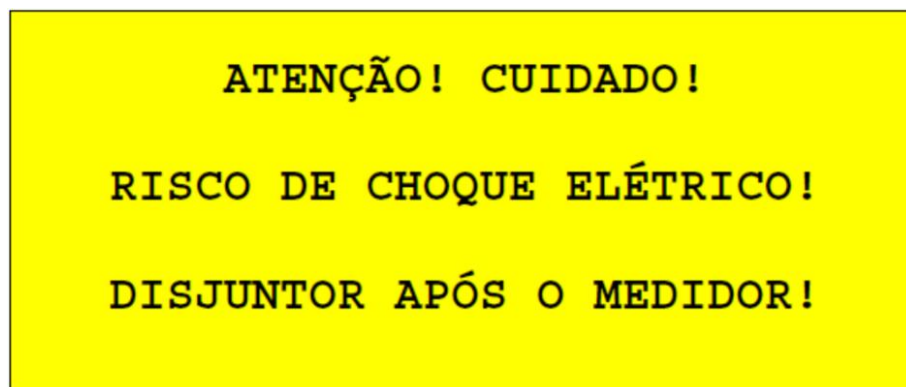 ATENÇÃO! CUIDADO!
RISCO DE CHOQUE ELÉTRICO!
DISJUNTOR APÓS O MEDIDOR!